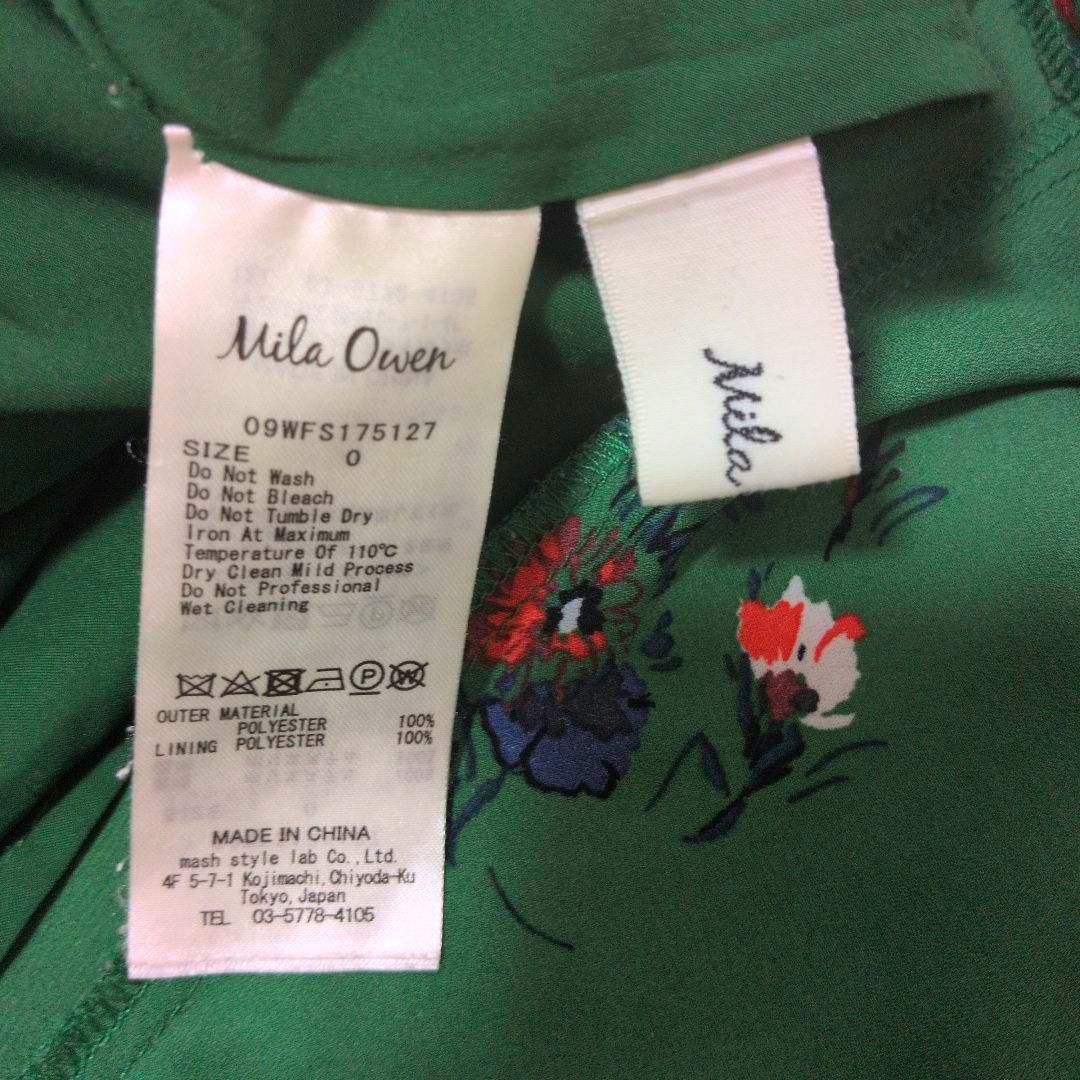 Mila Owen
09WFS175127
SIZE 0
Do Not Wash
Do Not Bleach
Do Not Tumble Dry
Iron At Maximum
Temperature Of 110℃
Dry Clean Mild Process
Do Not Professional
Wet Cleaning
P W
OUTER MATERIAL
POLYESTER 100%
LINING POLYESTER 100%
MADE IN CHINA
mash style lab Co.,Ltd.
4F 5-7-1 Kojimachi,Chiyoda-Ku
Tokyo,Japan
TEL 03-5778-4105
Mila